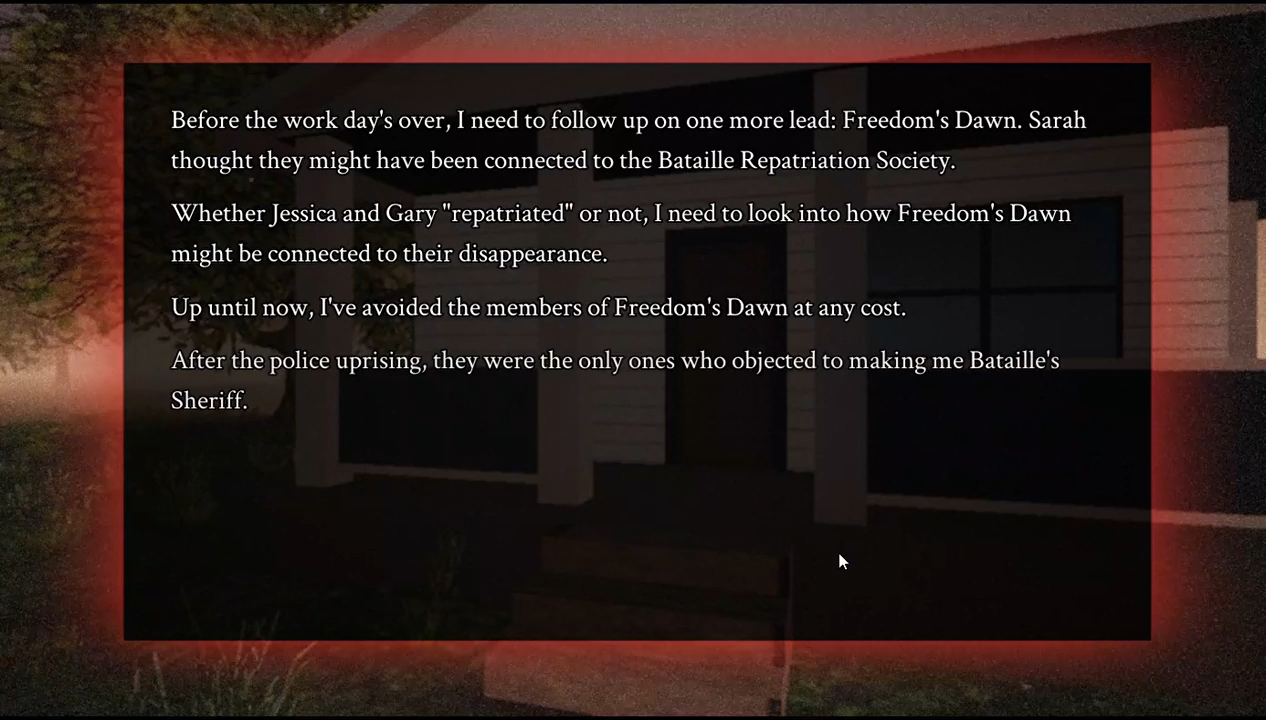 Before the work day's over, I need to follow up on one more lead: Freedom's Dawn. Sarah
thought they might have been connected to the Bataille Repatriation Society.
Whether Jessica and Gary "repatriated" or not, I need to look into how Freedom's Dawn
might be connected to their disappearance.
Up until now, I've avoided the members of Freedom's Dawn at any cost.
After the police uprising, they were the only ones who objected to making me Bataille's
Sheriff.